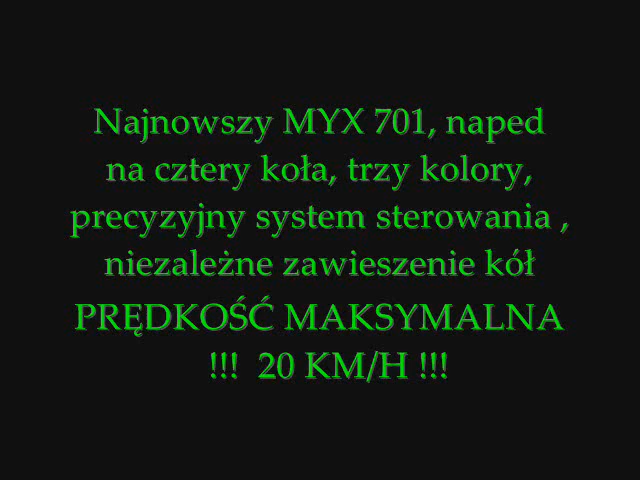 Najnowszy MYX 701, naped
na cztery koła, trzy kolory,
precyzyjny system sterowania ,
niezależne zawieszenie kół
PRĘDKOŚĆ MAKSYMALNA
!!! 20 KM/H !!!